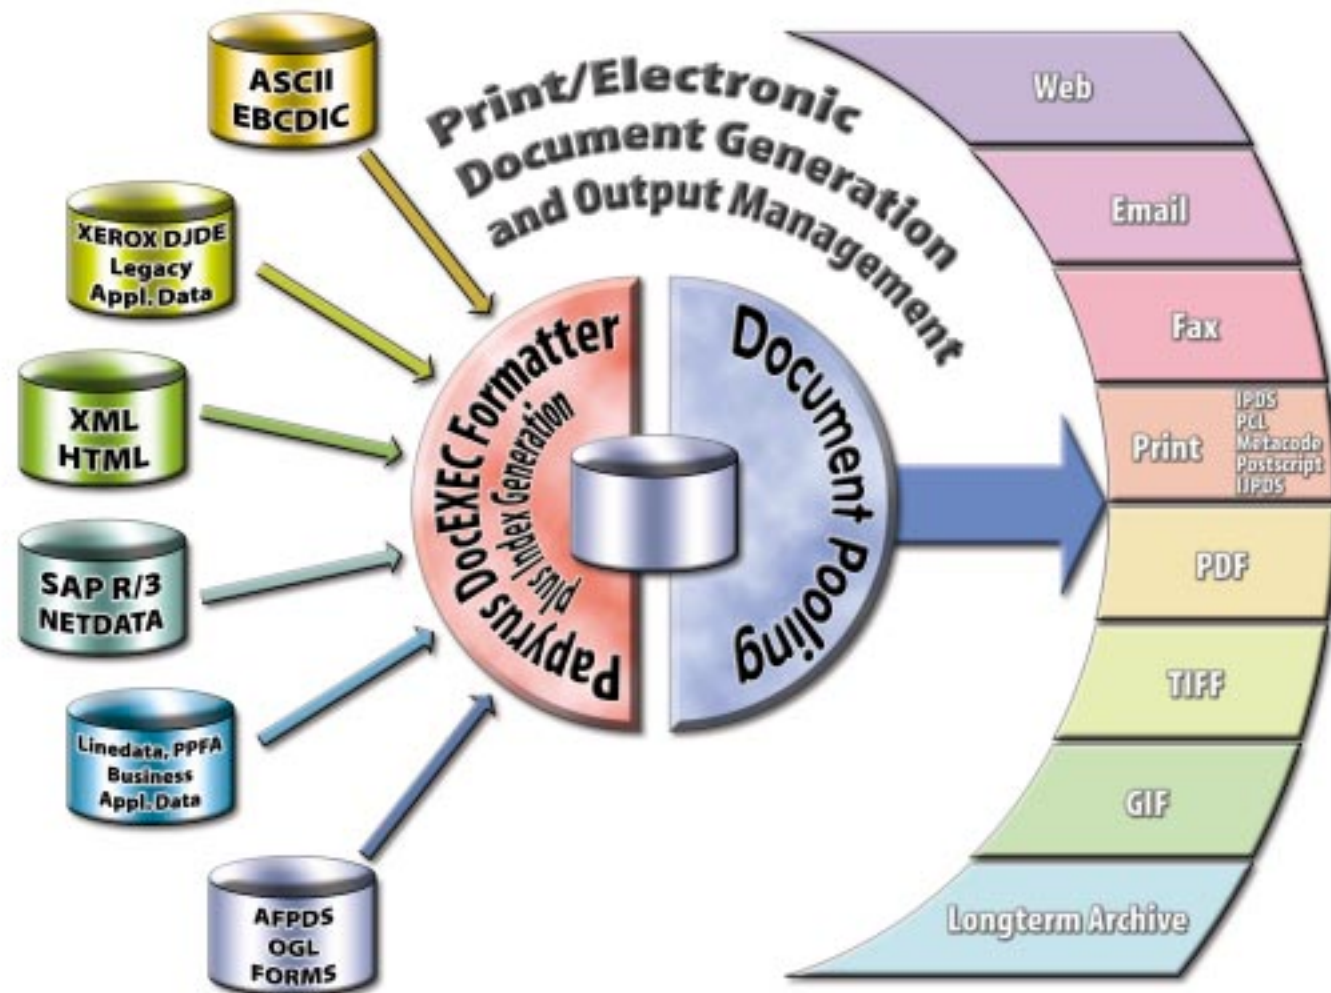 Print/Electronic
Document Generation
and Output Management
ASCII
EBCDIC
XEROX DJDE
Legacy
Appl. Data
XML
HTML
SAP R/3
NETDATA
Linedata, PPFA
Business
Appl. Data
AFPDS
OGL
FORMS
Papyrus DocEXEC Formatter
plus Index Generation
Document Pooling
Web
Email
Fax
Print
IPDS
PCL
Metacode
Postscript
IJPDS
PDF
TIFF
GIF
Longterm Archive